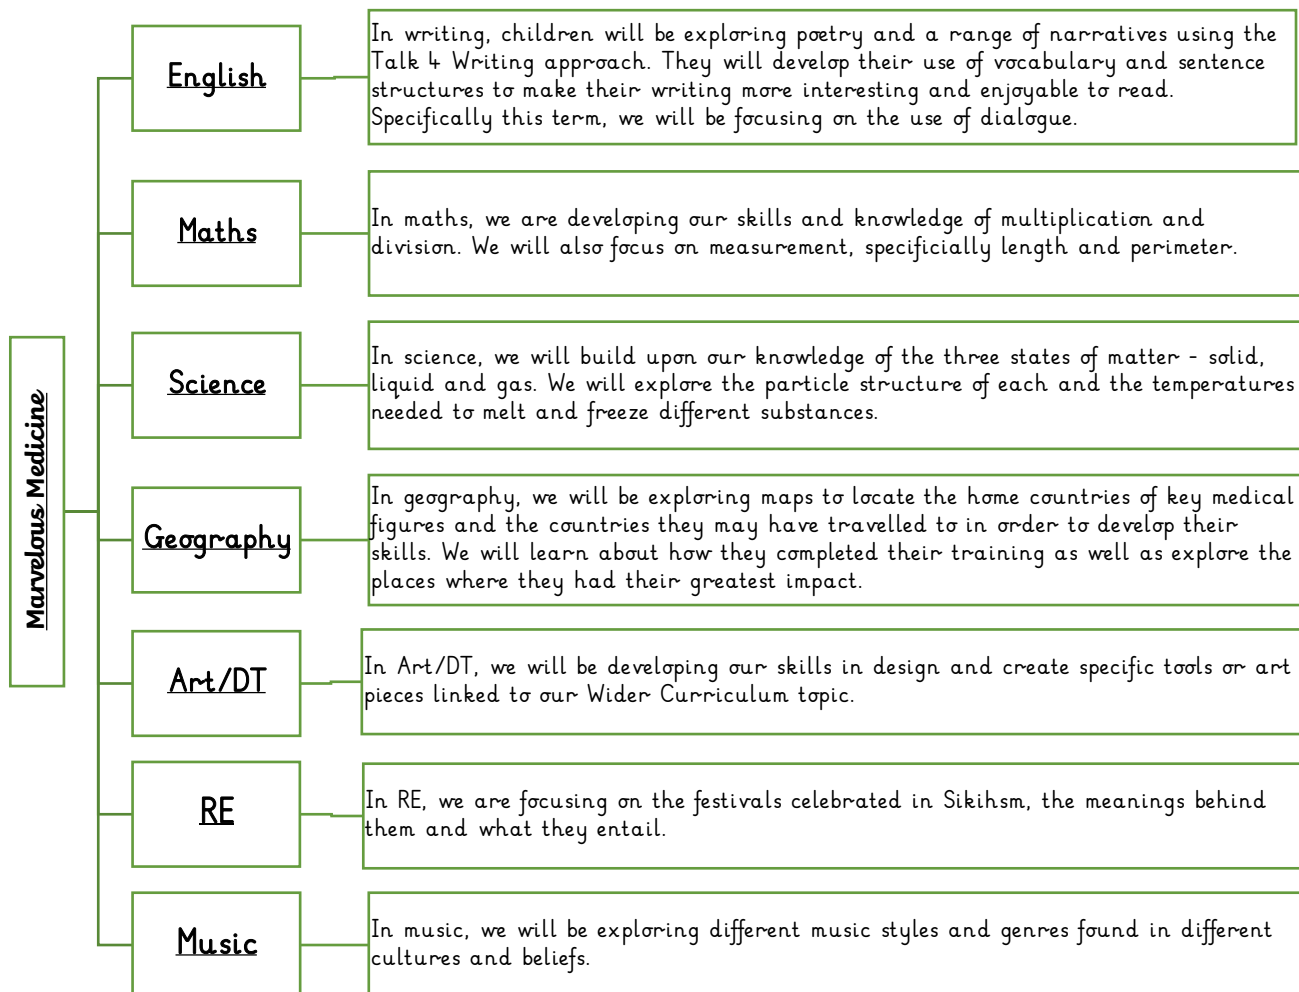 Marvelous Medicine
English
In writing, children will be exploring poetry and a range of narratives using the
Talk 4 Writing approach. They will develop their use of vocabulary and sentence
structures to make their writing more interesting and enjoyable to read.
Specifically this term, we will be focusing on the use of dialogue.
Maths
In maths, we are developing our skills and knowledge of multiplication and
division. We will also focus on measurement, specificially length and perimeter.
Science
In science, we will build upon our knowledge of the three states of matter - solid,
liquid and gas. We will explore the particle structure of each and the temperatures
needed to melt and freeze different substances.
Geography
In geography, we will be exploring maps to locate the home countries of key medical
figures and the countries they may have travelled to in order to develop their
skills. We will learn about how they completed their training as well as explore the
places where they had their greatest impact.
Art/DT
In Art/DT, we will be developing our skills in design and create specific tools or art
pieces linked to our Wider Curriculum topic.
RE
In RE, we are focusing on the festivals celebrated in Sikihsm, the meanings behind
them and what they entail.
Music
In music, we will be exploring different music styles and genres found in different
cultures and beliefs.